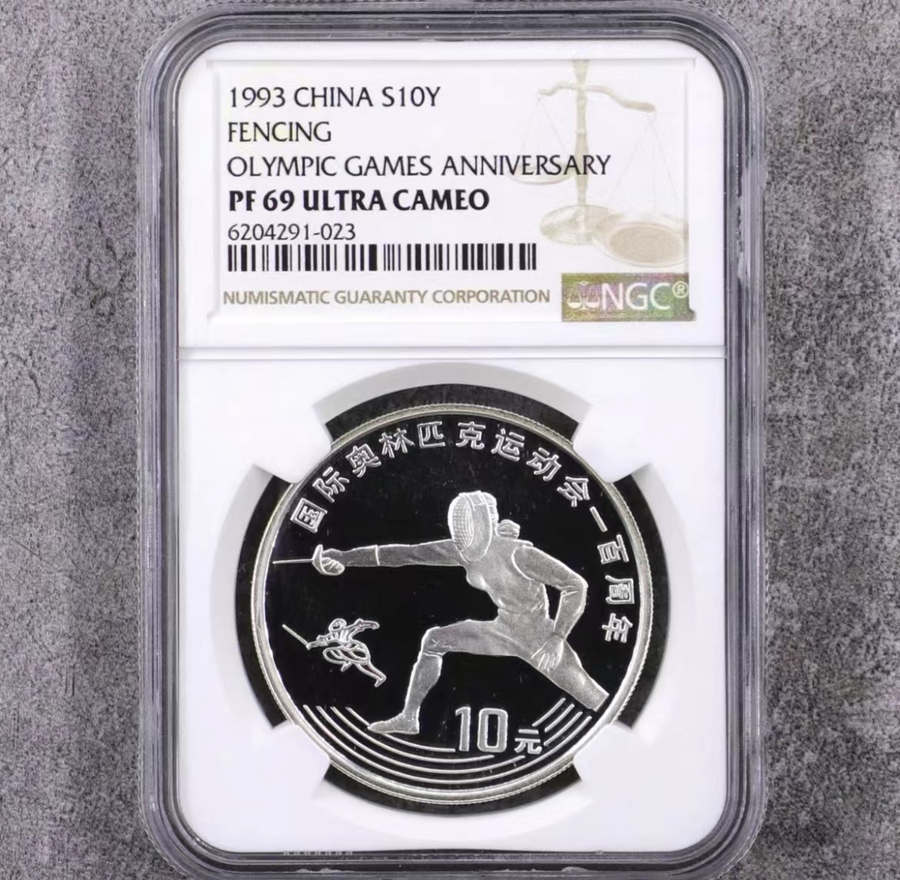 1993 CHINA S10Y
FENCING
OLYMPIC GAMES ANNIVERSARY
PF 69 ULTRA CAMEO
6204291-023
NUMISMATIC GUARANTY CORPORATION
NGC®
国际奥林匹克运动会一百周年
10元